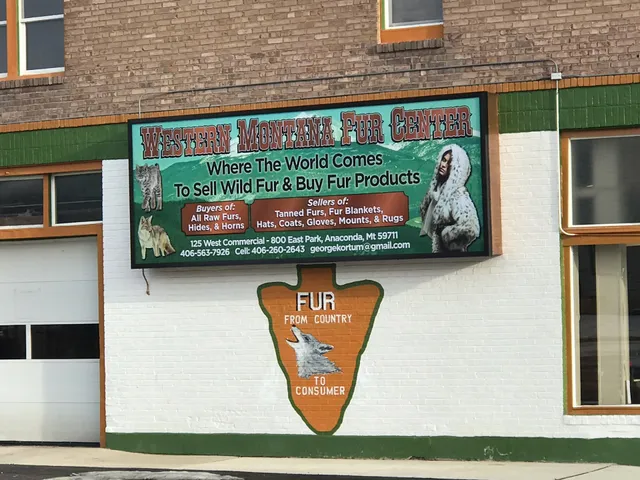 WESTERN MONTANA FUR CENTER
Where The World Comes
To Sell Wild Fur & Buy Fur Products
Buyers of:
All Raw Furs,
Hides, & Horns
Sellers of:
Tanned Furs, Fur Blankets,
Hats, Coats, Gloves, Mounts, & Rugs
125 West Commercial - 800 East Park, Anaconda, Mt 59711
406-563-7926 Cell: 406-260-2643 georgekortum@gmail.com
FUR
FROM COUNTRY
TO
CONSUMER